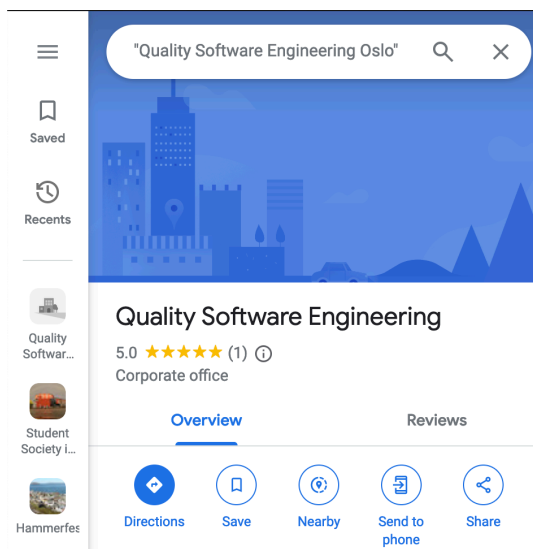 "Quality Software Engineering Oslo"
Saved
Recents
Quality
Softwar...
Student
Society i...
Hammerfes
Quality Software Engineering
5.0 (1)
Corporate office
Overview
Reviews
Directions
Save
Nearby
Send to
phone
Share